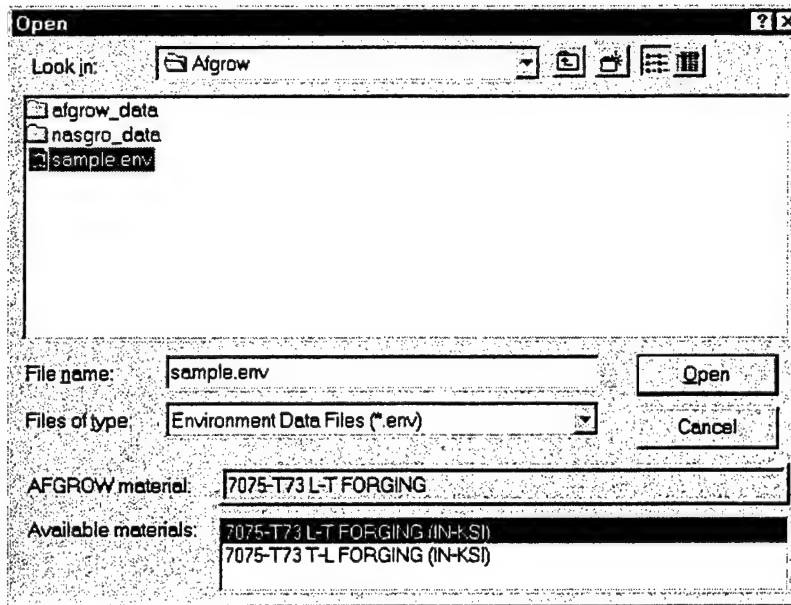 Open
Look in: Afgrow
afgrow_data
nasgro_data
sample.env
File name: sample.env Open
Files of type: Environment Data Files (*.env) Cancel
AFGROW material: 7075-T73 L-T FORGING
Available materials: 7075-T73 L-T FORGING (IN-KSI)
7075-T73 T-L FORGING (IN-KSI)